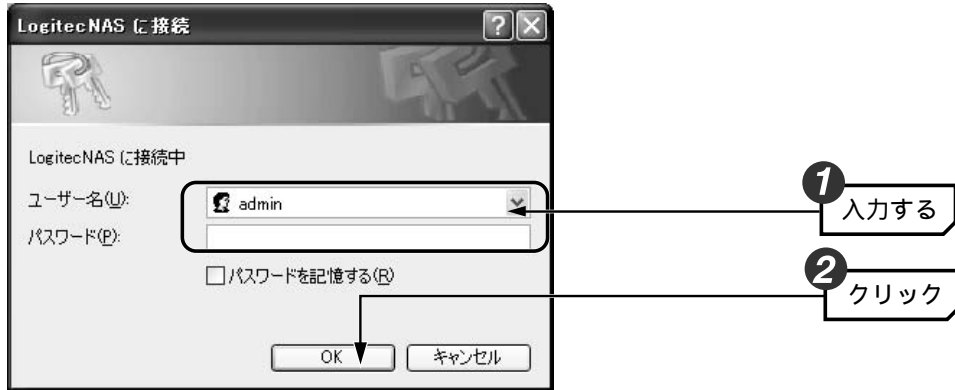 LogitecNAS に接続
LogitecNAS に接続中
ユーザー名(U):
admin
パスワード(P):
パスワードを記憶する(R)
OK
キャンセル
1
入力する
2
クリック